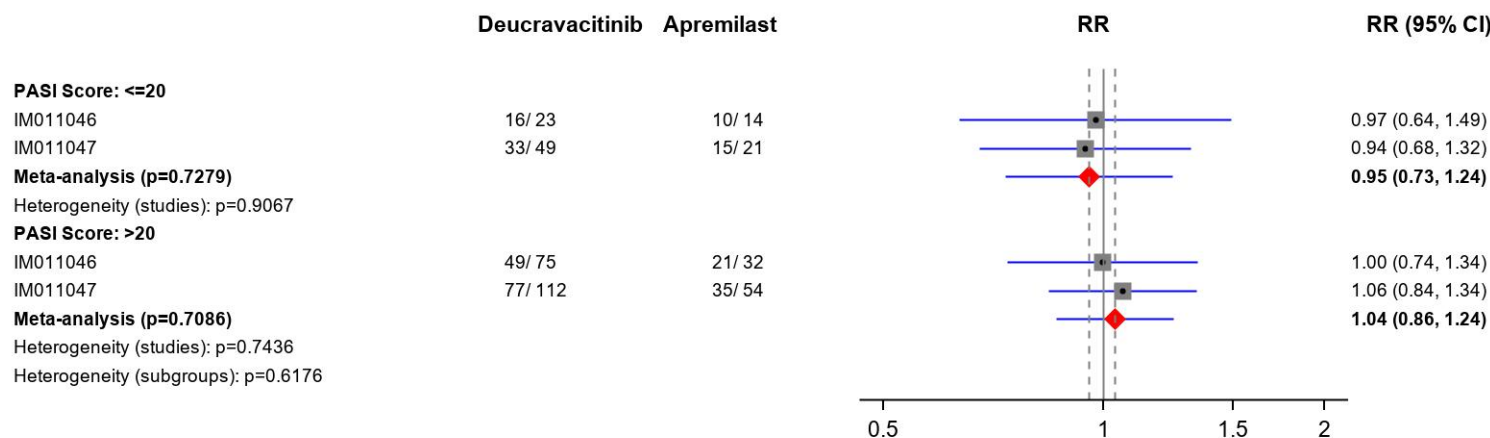 Deucravacitinib Apremilast RR RR (95% CI)
PASI Score: <=20
IM011046 16/ 23 10/ 14 0.97 (0.64, 1.49)
IM011047 33/ 49 15/ 21 0.94 (0.68, 1.32)
Meta-analysis (p=0.7279) 0.95 (0.73, 1.24)
Heterogeneity (studies): p=0.9067
PASI Score: >20
IM011046 49/ 75 21/ 32 1.00 (0.74, 1.34)
IM011047 77/ 112 35/ 54 1.06 (0.84, 1.34)
Meta-analysis (p=0.7086) 1.04 (0.86, 1.24)
Heterogeneity (studies): p=0.7436
Heterogeneity (subgroups): p=0.6176
0.5 1 1.5 2